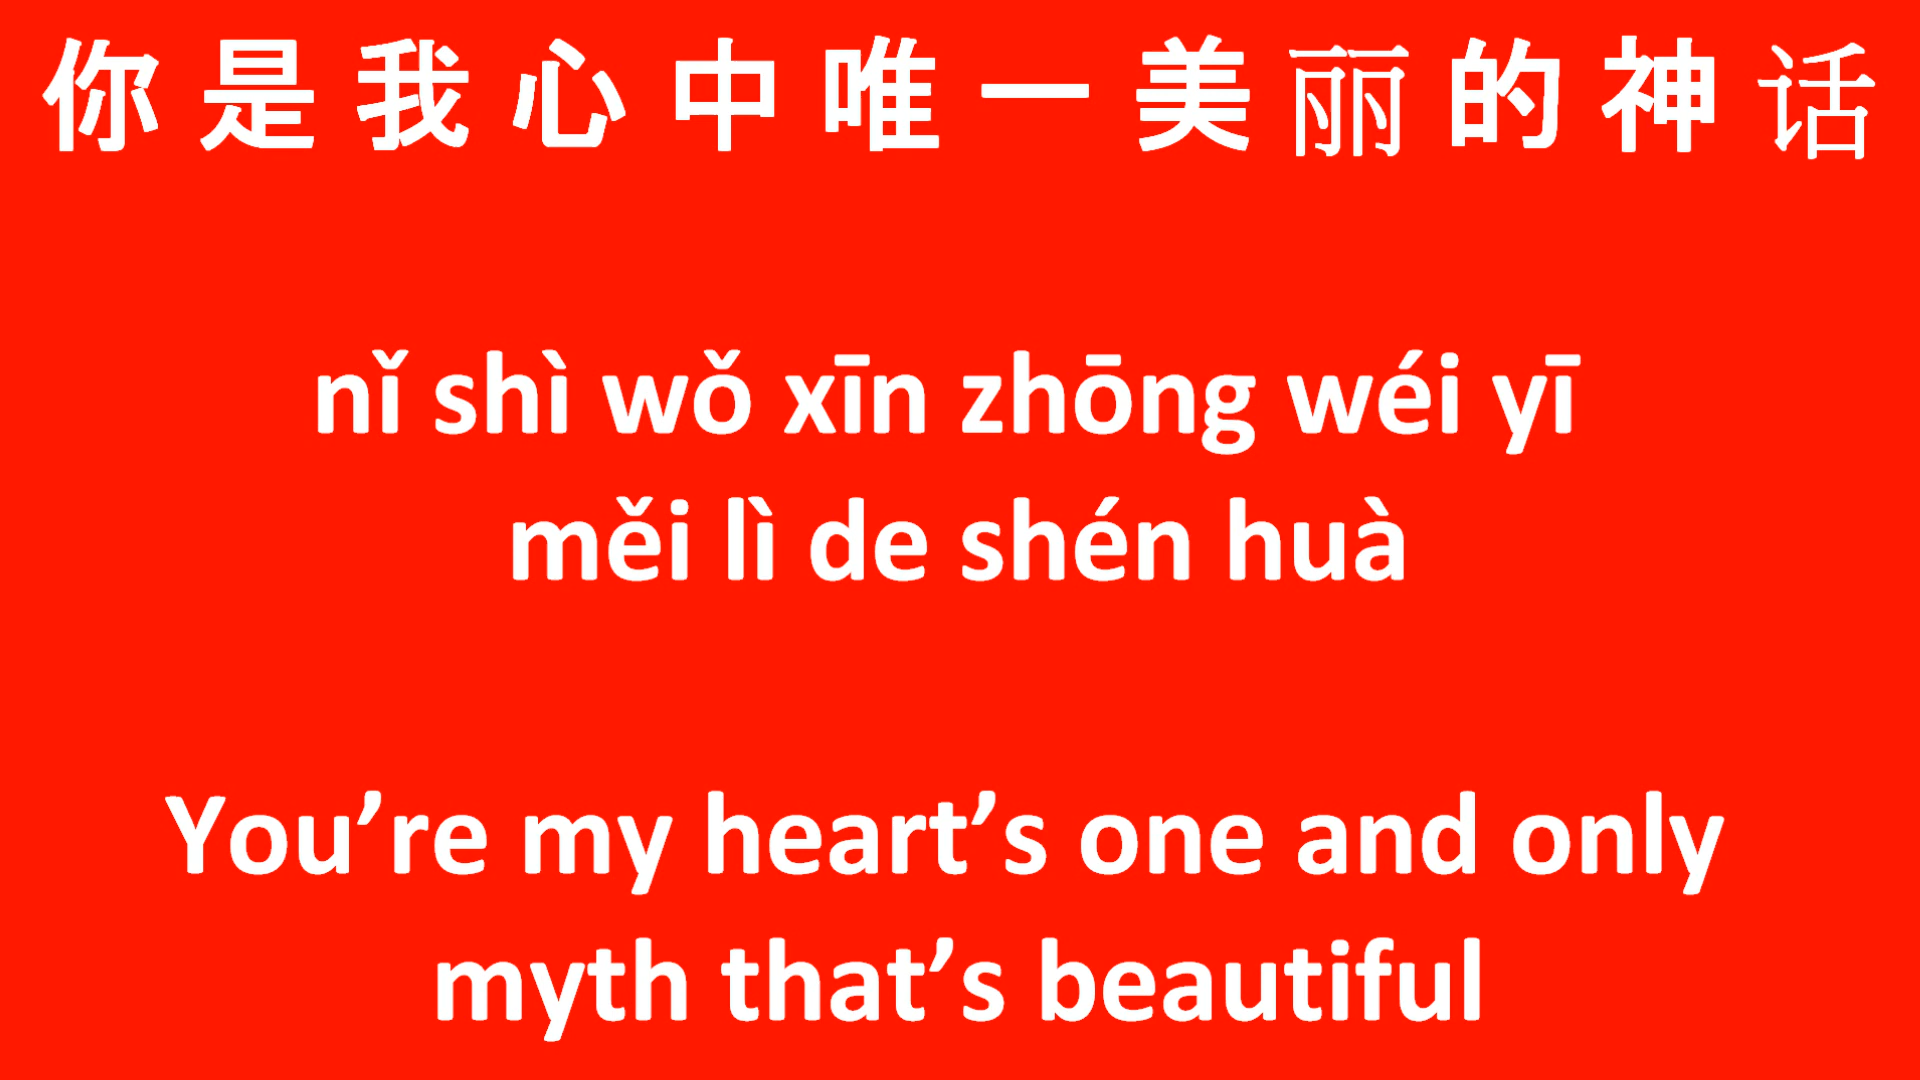 你是我心中唯一美丽的神话
nǐ shì wǒ xīn zhōng wéi yī
měi lì de shén huà
You’re my heart’s one and only
myth that’s beautiful